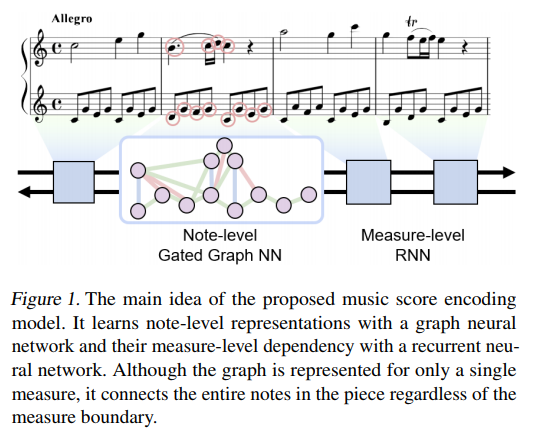 Allegro
tr
Note-level
Gated Graph NN
Measure-level
RNN
Figure 1. The main idea of the proposed music score encoding
model. It learns note-level representations with a graph neural
network and their measure-level dependency with a recurrent neu-
ral network. Although the graph is represented for only a single
measure, it connects the entire notes in the piece regardless of the
measure boundary.